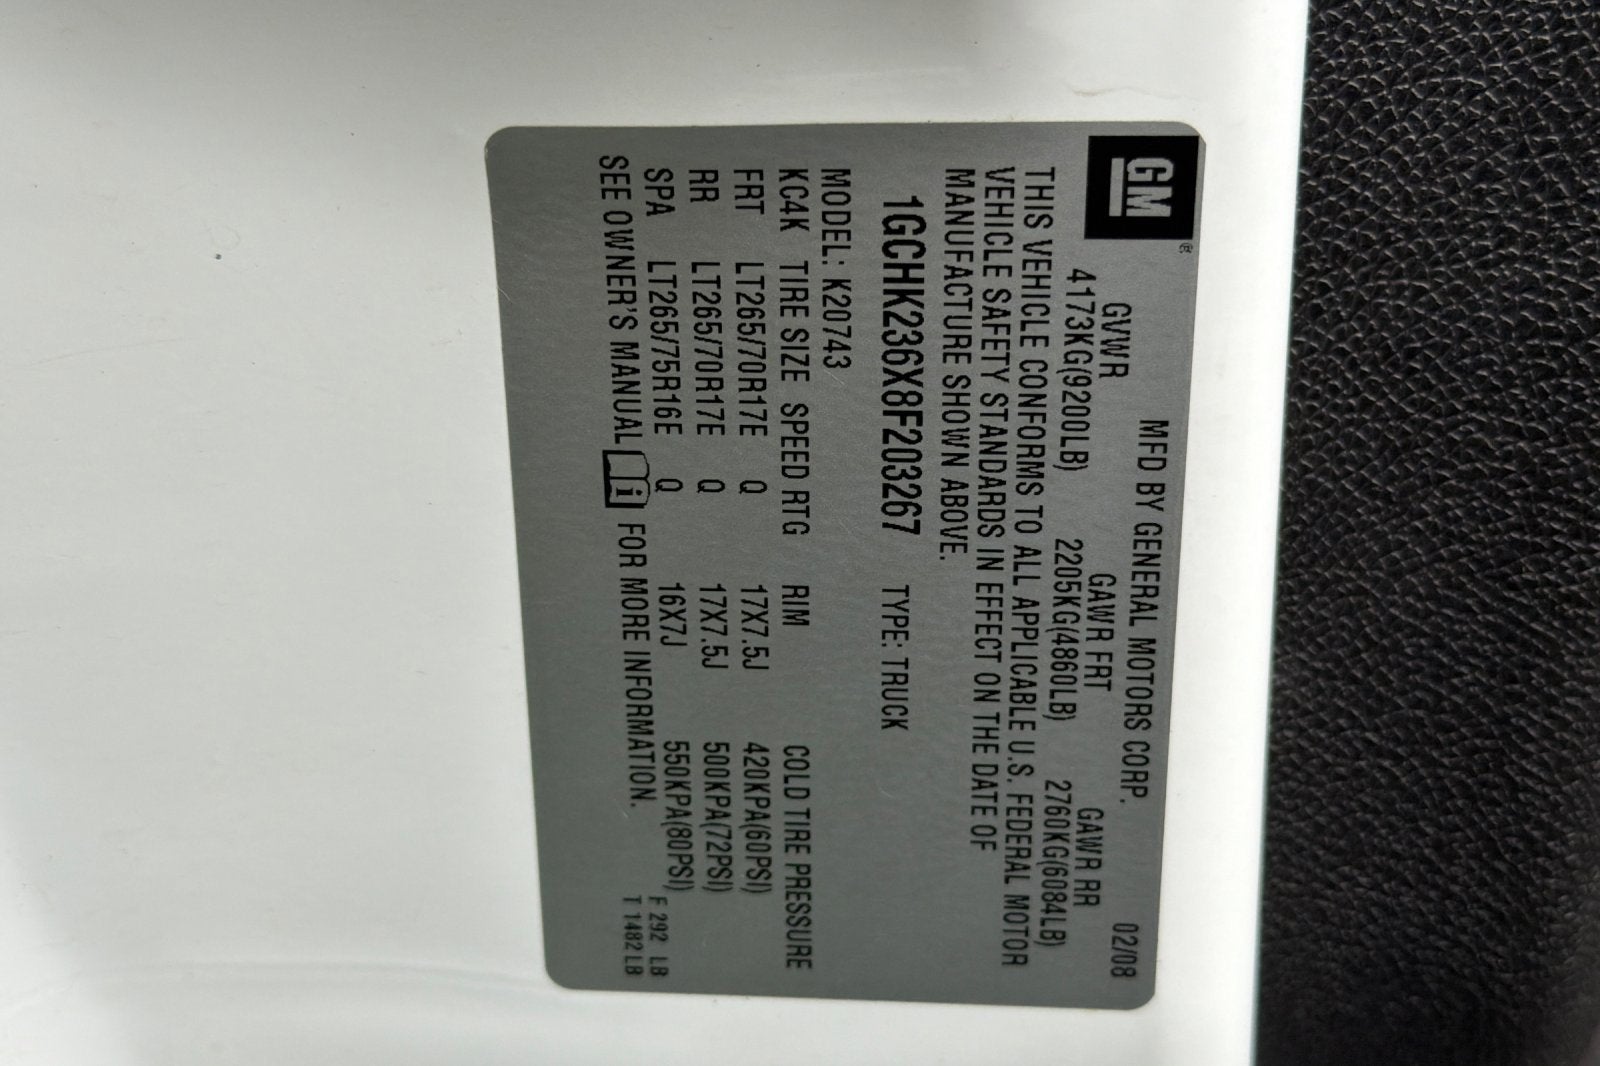 GM®
MFD BY GENERAL MOTORS CORP. 02/08
GVWR GAWR FRT GAWR RR
4173KG(9200LB) 2205KG(4860LB) 2760KG(6084LB)
THIS VEHICLE CONFORMS TO ALL APPLICABLE U.S. FEDERAL MOTOR
VEHICLE SAFETY STANDARDS IN EFFECT ON THE DATE OF
MANUFACTURE SHOWN ABOVE.
1GCHK236X8F203267 TYPE: TRUCK
MODEL: K20743
KC4K TIRE SIZE SPEED RTG RIM COLD TIRE PRESSURE
FRT LT265/70R17E Q 17X7.5J 420KPA(60PSI)
RR LT265/70R17E Q 17X7.5J 500KPA(72PSI)
SPA LT265/75R16E Q 16X7J 550KPA(80PSI)
SEE OWNER'S MANUAL i FOR MORE INFORMATION.
F 292 LB
T 1482 LB